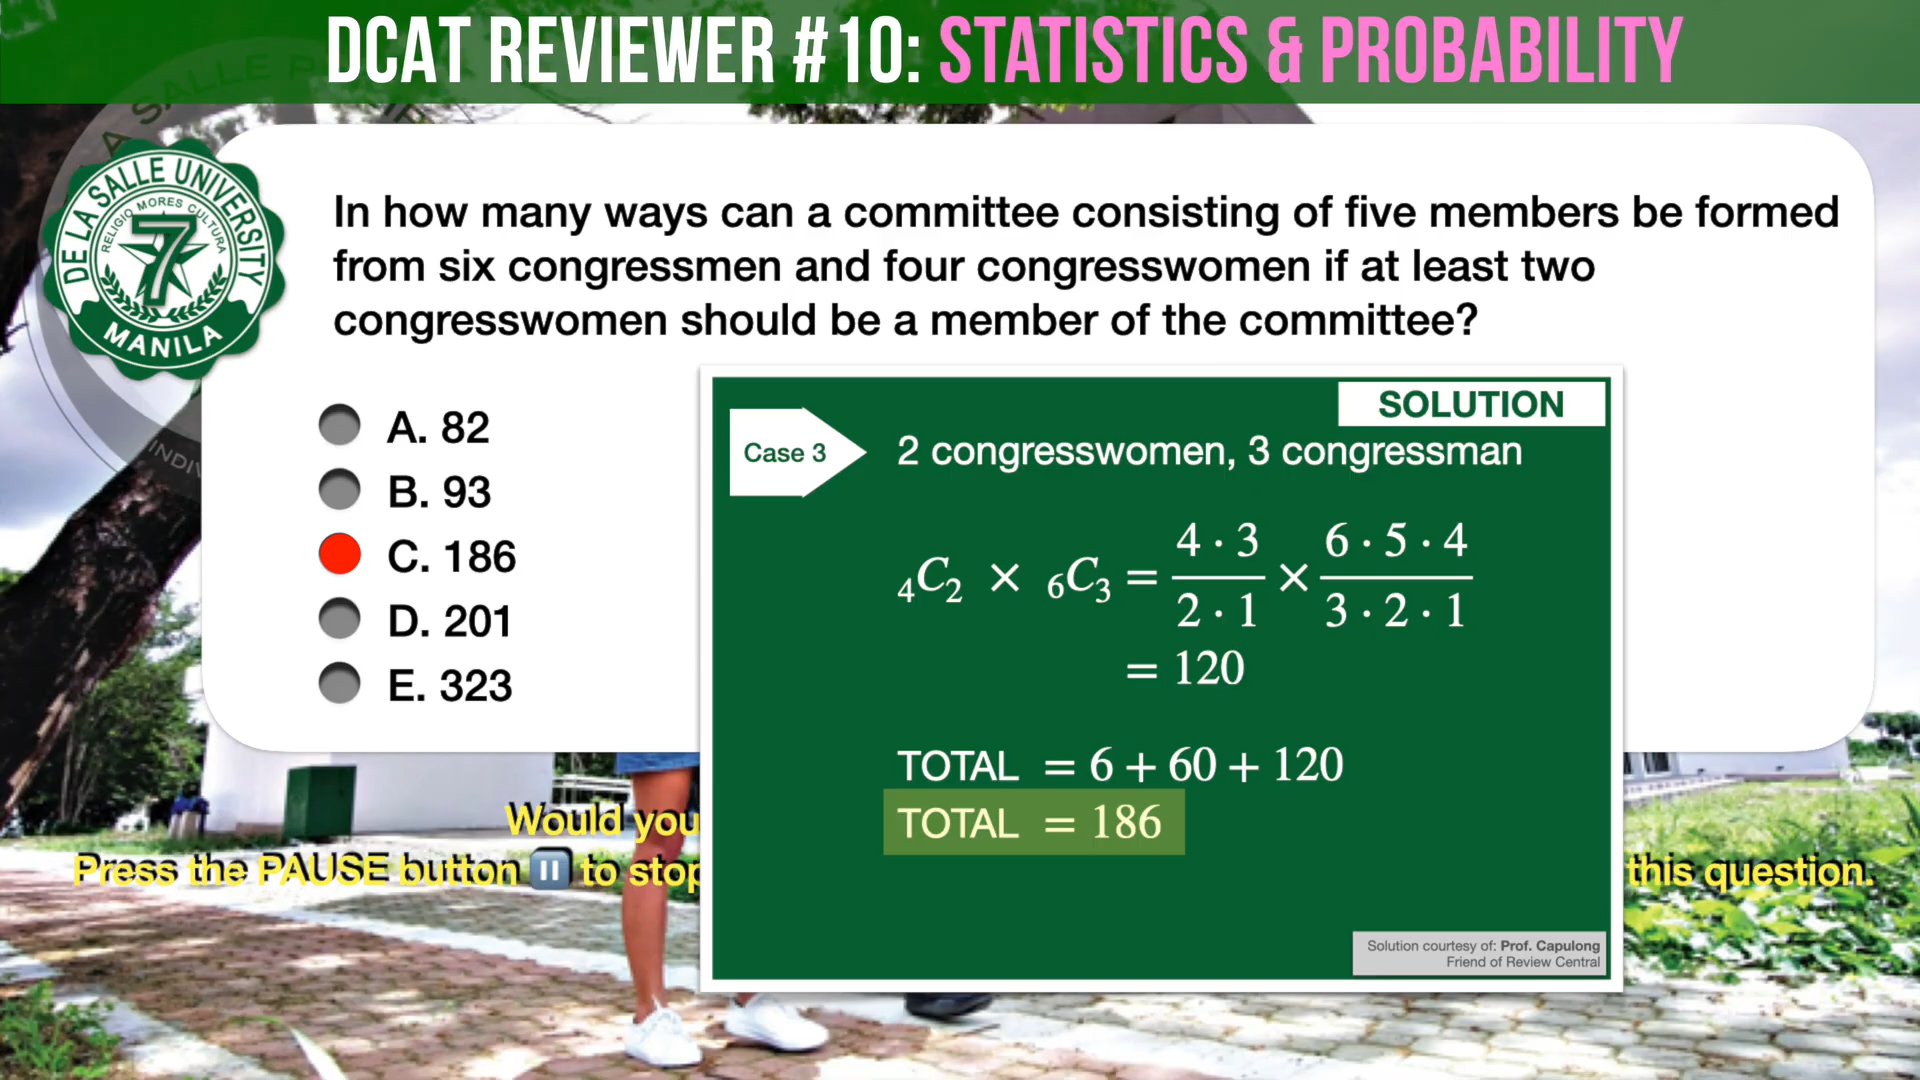 DCAT REVIEWER #10: STATISTICS & PROBABILITY
DE LA SALLE UNIVERSITY
RELIGIO MORES CULTURA
7
MANILA
In how many ways can a committee consisting of five members be formed
from six congressmen and four congresswomen if at least two
congresswomen should be a member of the committee?
A. 82
B. 93
C. 186
D. 201
E. 323
SOLUTION
Case 3
2 congresswomen, 3 congressman
₄C₂ × ₆C₃ = 4 · 3 / 2 · 1 × 6 · 5 · 4 / 3 · 2 · 1
= 120
TOTAL = 6 + 60 + 120
TOTAL = 186
Solution courtesy of: Prof. Capulong
Friend of Review Central
Would you
Press the PAUSE button ⏸ to stop
this question.